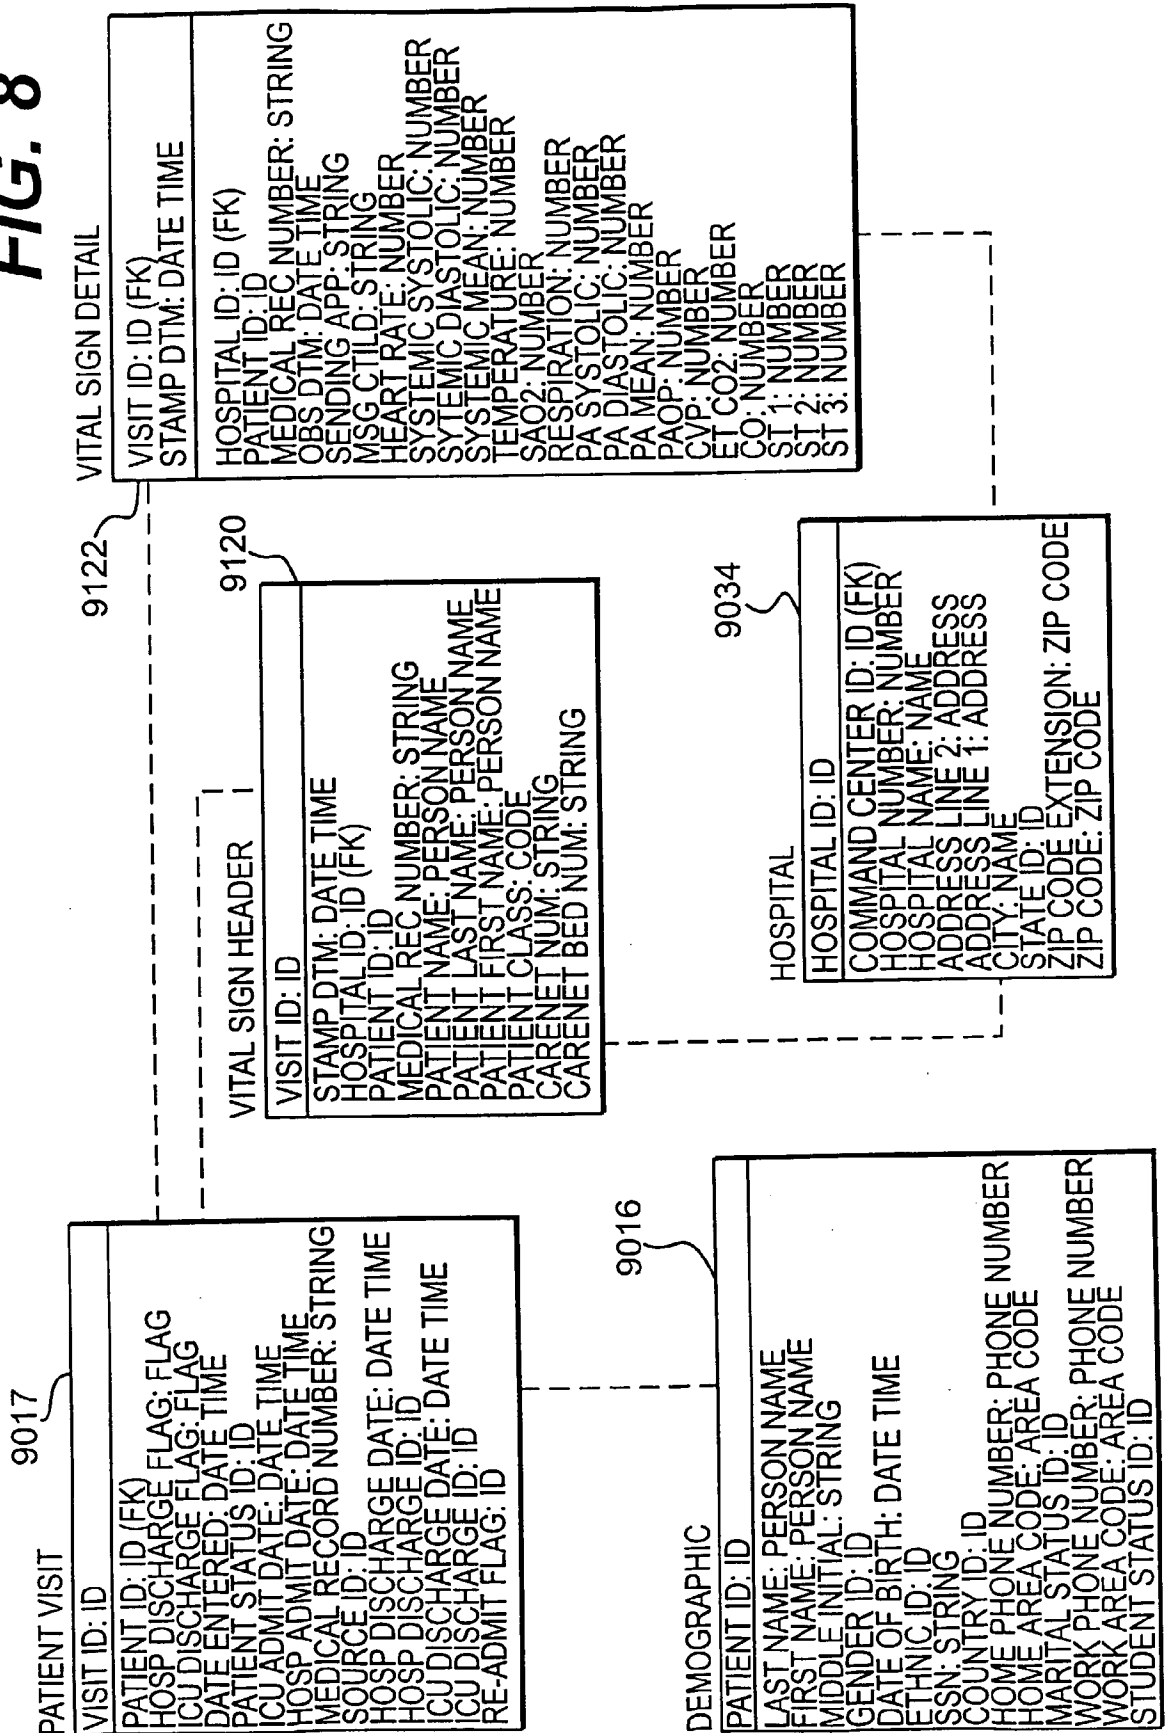 FIG. 8
9017
PATIENT VISIT
VISIT ID: ID
PATIENT ID: ID (FK)
HOSP DISCHARGE FLAG: FLAG
ICU DISCHARGE FLAG: FLAG
DATE ENTERED: DATE TIME
PATIENT STATUS ID: ID
ICU ADMIT DATE: DATE TIME
HOSP ADMIT DATE: DATE TIME
MEDICAL RECORD NUMBER: STRING
SOURCE ID: ID
HOSP DISCHARGE DATE: DATE TIME
HOSP DISCHARGE ID: ID
ICU DISCHARGE DATE: DATE TIME
ICU DISCHARGE ID: ID
RE-ADMIT FLAG: ID
9016
DEMOGRAPHIC
PATIENT ID: ID
LAST NAME: PERSON NAME
FIRST NAME: PERSON NAME
MIDDLE INITIAL: STRING
GENDER ID: ID
DATE OF BIRTH: DATE TIME
ETHNIC ID: ID
SSN: STRING
COUNTRY ID: ID
HOME PHONE NUMBER: PHONE NUMBER
HOME AREA CODE: AREA CODE
MARITAL STATUS ID: ID
WORK PHONE NUMBER: PHONE NUMBER
WORK AREA CODE: AREA CODE
STUDENT STATUS ID: ID
9120
VITAL SIGN HEADER
VISIT ID: ID
STAMP DTM: DATE TIME
HOSPITAL ID: ID (FK)
PATIENT ID: ID
MEDICAL REC NUMBER: STRING
PATIENT NAME: PERSON NAME
PATIENT LAST NAME: PERSON NAME
PATIENT FIRST NAME: PERSON NAME
PATIENT CLASS: CODE
CARENET NUM: STRING
CARENET BED NUM: STRING
9034
HOSPITAL
HOSPITAL ID: ID
COMMAND CENTER ID: ID (FK)
HOSPITAL NUMBER: NUMBER
HOSPITAL NAME: NAME
ADDRESS LINE 2: ADDRESS
ADDRESS LINE 1: ADDRESS
CITY: NAME
STATE ID: ID
ZIP CODE EXTENSION: ZIP CODE
ZIP CODE: ZIP CODE
9122
VITAL SIGN DETAIL
VISIT ID: ID (FK)
STAMP DTM: DATE TIME
HOSPITAL ID: ID (FK)
PATIENT ID: ID
MEDICAL REC NUMBER: STRING
OBS DTM: DATE TIME
SENDING APP: STRING
MSG CTILD: STRING
HEART RATE: NUMBER
SYSTEMIC SYSTOLIC: NUMBER
SYTEMIC DIASTOLIC: NUMBER
SYSTEMIC MEAN: NUMBER
TEMPERATURE: NUMBER
SAO2: NUMBER
RESPIRATION: NUMBER
PA SYSTOLIC: NUMBER
PA DIASTOLIC: NUMBER
PA MEAN: NUMBER
PAOP: NUMBER
CVP: NUMBER
ET CO2: NUMBER
CO: NUMBER
ST 1: NUMBER
ST 2: NUMBER
ST 3: NUMBER